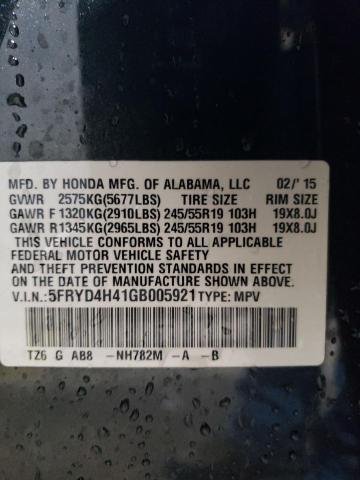 MFD. BY HONDA MFG. OF ALABAMA, LLC 02/'15
GVWR 2575KG(5677LBS) TIRE SIZE RIM SIZE
GAWR F 1320KG(2910LBS) 245/55R19 103H 19X8.0J
GAWR R1345KG(2965LBS) 245/55R19 103H 19X8.0J
THIS VEHICLE CONFORMS TO ALL APPLICABLE
FEDERAL MOTOR VEHICLE SAFETY AND
THEFT PREVENTION STANDARDS IN EFFECT ON
THE DATE OF MANUFACTURE SHOWN ABOVE.
V.I.N.: 5FRYD4H41GB005921 TYPE: MPV
TZ6 G AB8 -NH782M -A -B